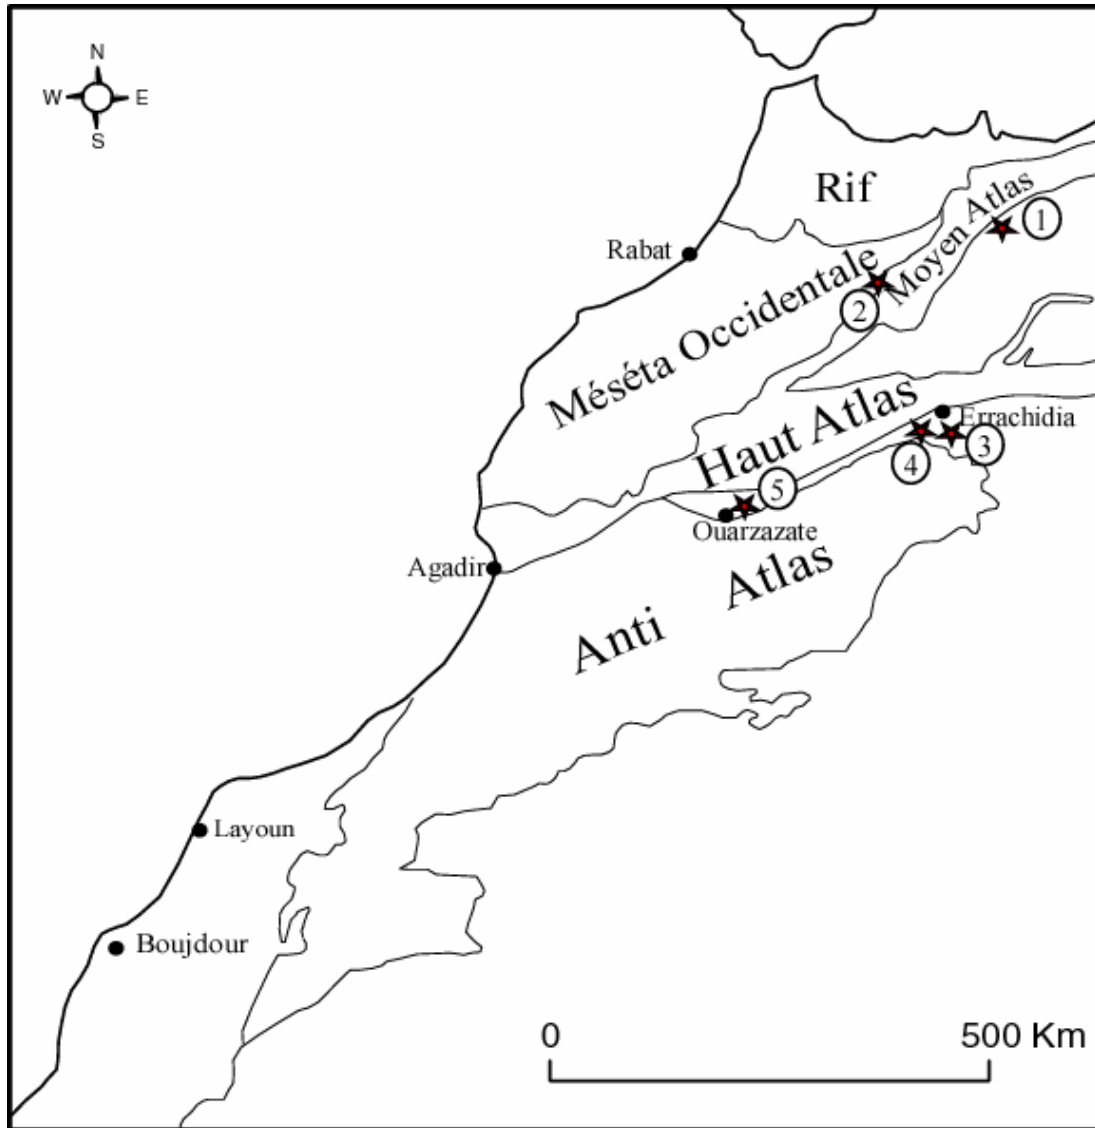 N
W E
S
Rif
Moyen Atlas
1
Rabat
Méséta Occidentale
2
Haut Atlas
Errachidia
3
4
5
Ouarzazate
Agadir
Anti Atlas
Layoun
Boujdour
0 500 Km